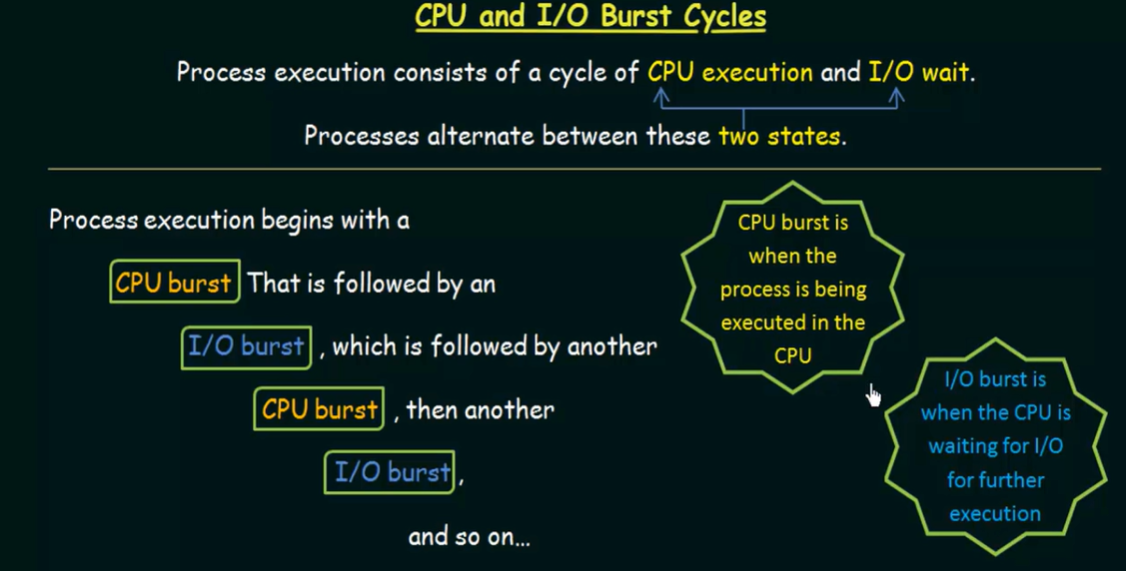 CPU and I/O Burst Cycles
Process execution consists of a cycle of CPU execution and I/O wait.
Processes alternate between these two states.
Process execution begins with a
CPU burst That is followed by an
I/O burst , which is followed by another
CPU burst , then another
I/O burst,
and so on...
CPU burst is
when the
process is being
executed in the
CPU
I/O burst is
when the CPU is
waiting for I/O
for further
execution